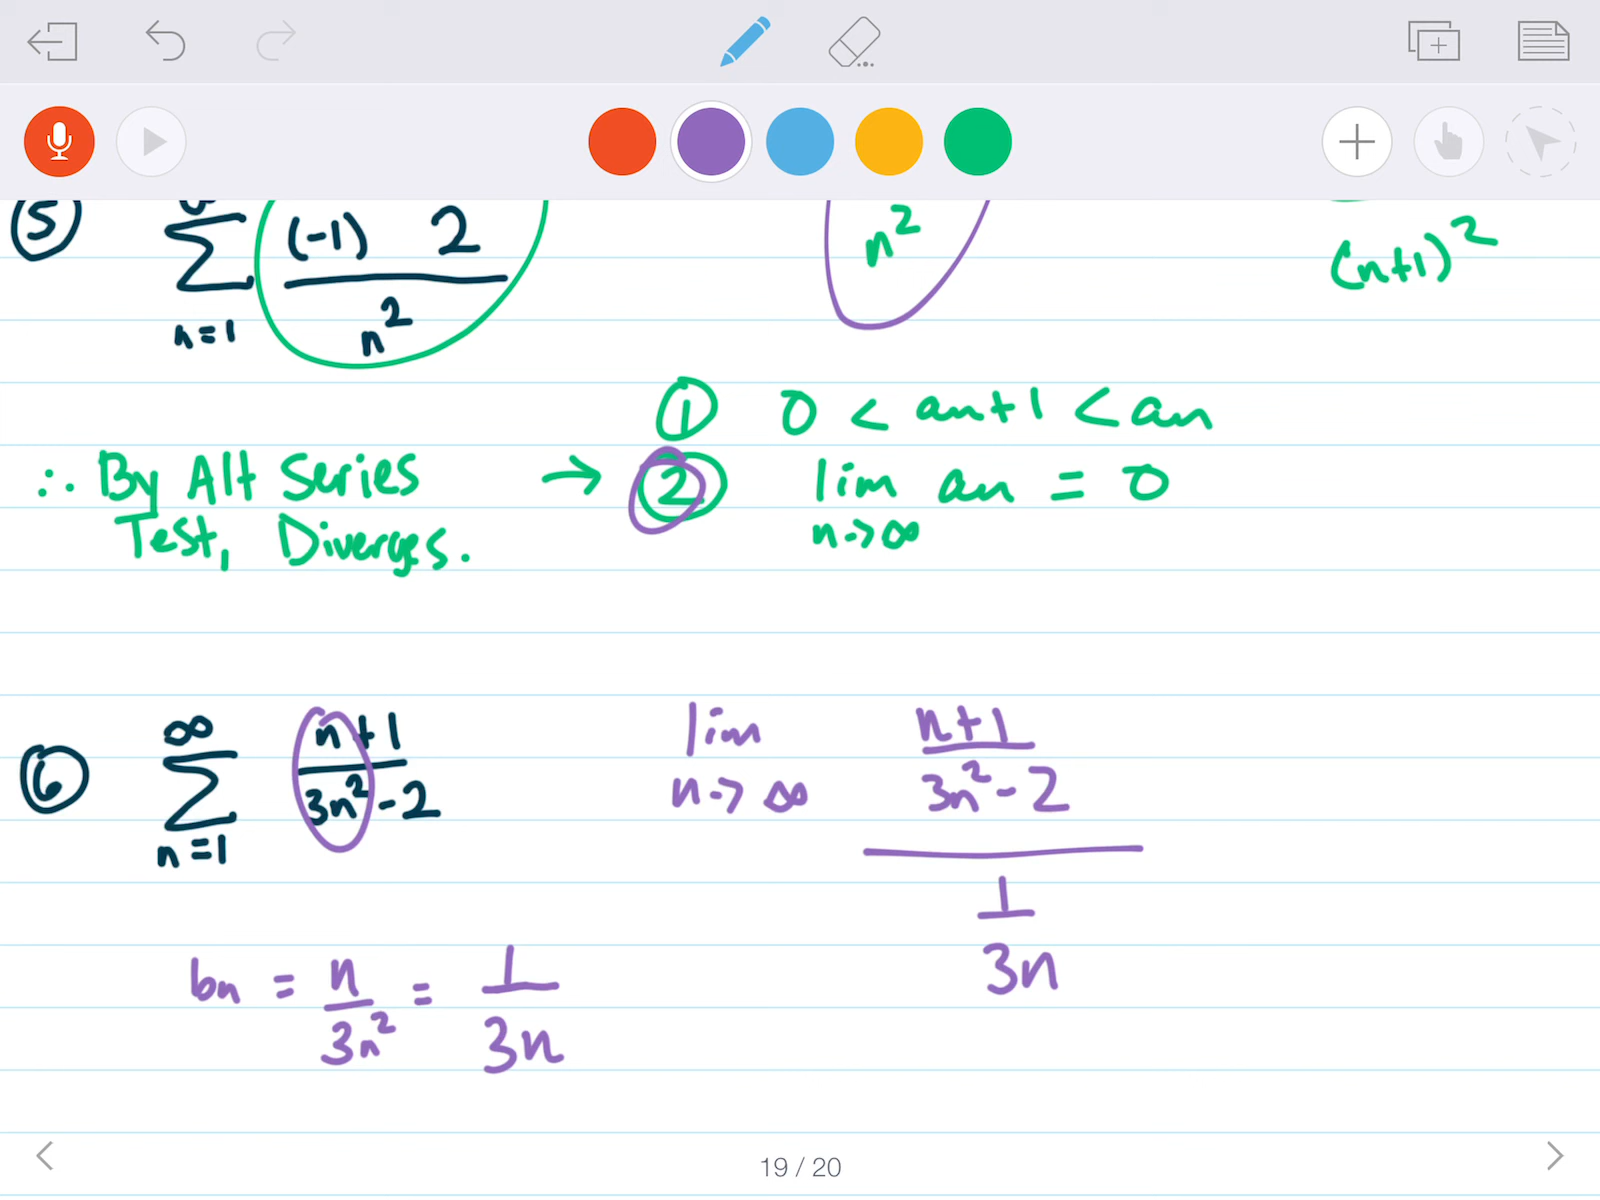 5 ∞
∑ (-1) 2
n=1 n²
n²
(n+1)²
① 0 < an+1 < an
∴ By Alt Series → ② lim an = 0
Test, Diverges. n→∞
6 ∞ n+1
∑ 3n²-2
n=1
lim n+1
n→∞ 3n²-2
1
3n
bn = n = 1
3n² 3n
19 / 20